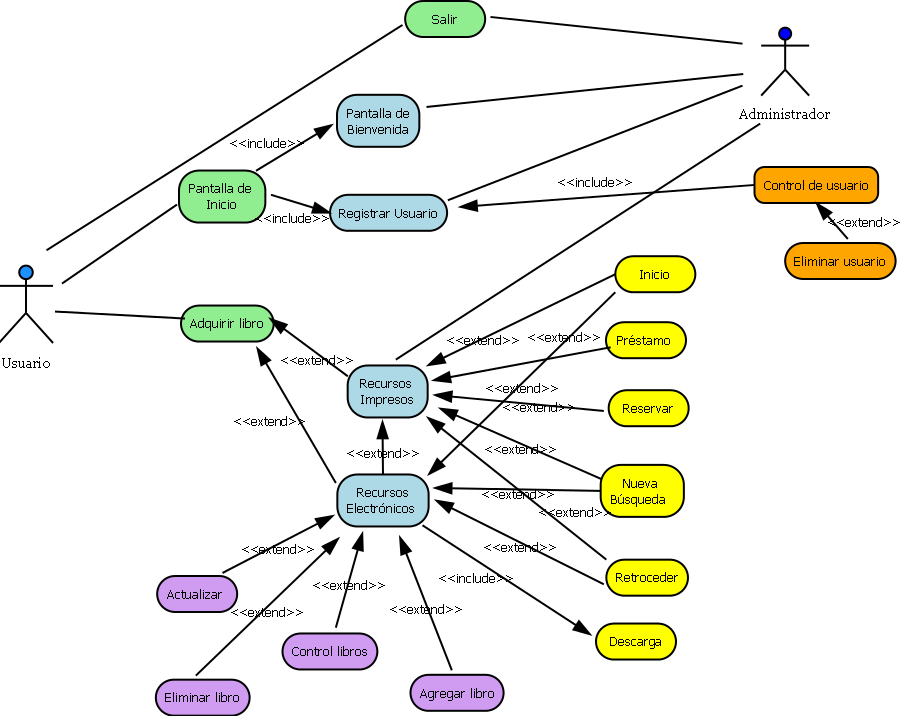 Salir
Administrador
Pantalla de
Bienvenida
<<include>>
Pantalla de
Inicio
<<include>>
Registrar Usuario
<<include>>
Control de usuario
<<extend>>
Eliminar usuario
Usuario
Inicio
Adquirir libro
<<extend>>
<<extend>>
<<extend>>
Préstamo
Recursos
Impresos
<<extend>>
<<extend>>
Reservar
<<extend>>
<<extend>>
<<extend>>
Nueva
Búsqueda
Recursos
Electrónicos
<<extend>>
<<extend>>
<<extend>>
<<extend>>
Actualizar
<<extend>>
<<include>>
Retroceder
<<extend>>
<<extend>>
Descarga
Control libros
Eliminar libro
Agregar libro